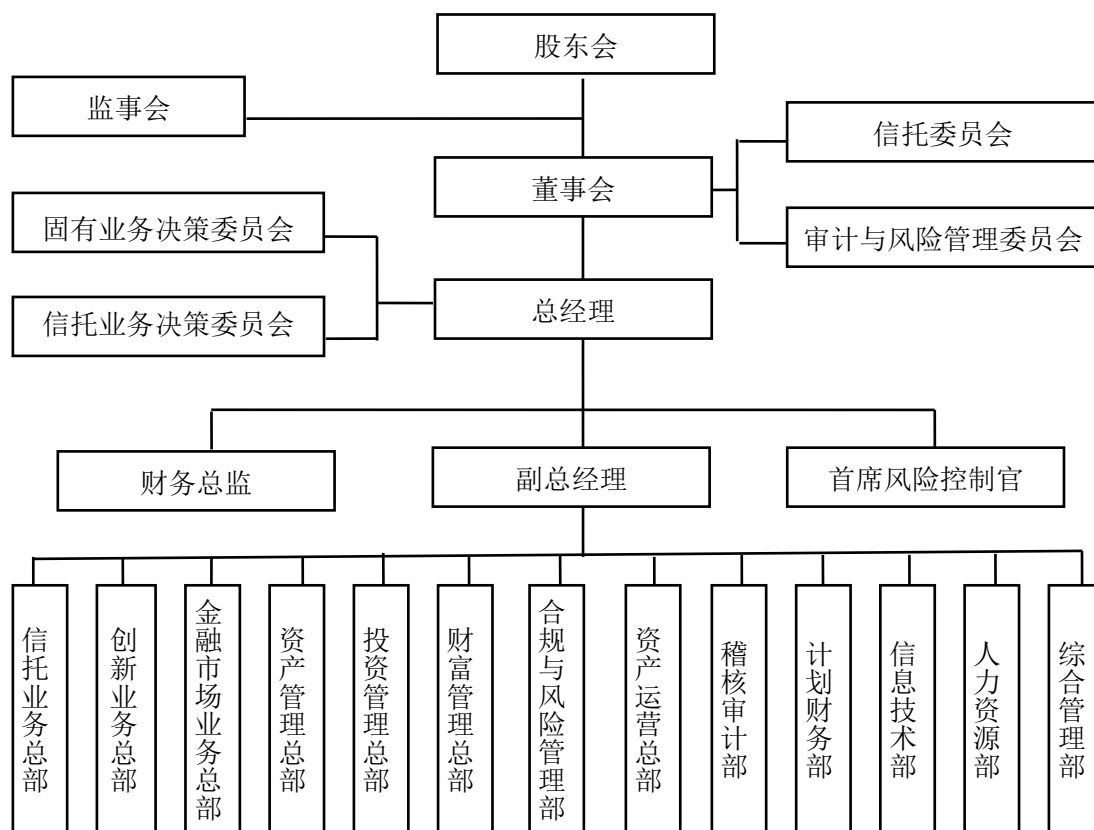 股东会
监事会
信托委员会
董事会
固有业务决策委员会
审计与风险管理委员会
总经理
信托业务决策委员会
财务总监
副总经理
首席风险控制官
信托业务总部
创新业务总部
金融市场业务总部
资产管理总部
投资管理总部
财富管理总部
合规与风险管理部
资产运营总部
稽核审计部
计划财务部
信息技术部
人力资源部
综合管理部